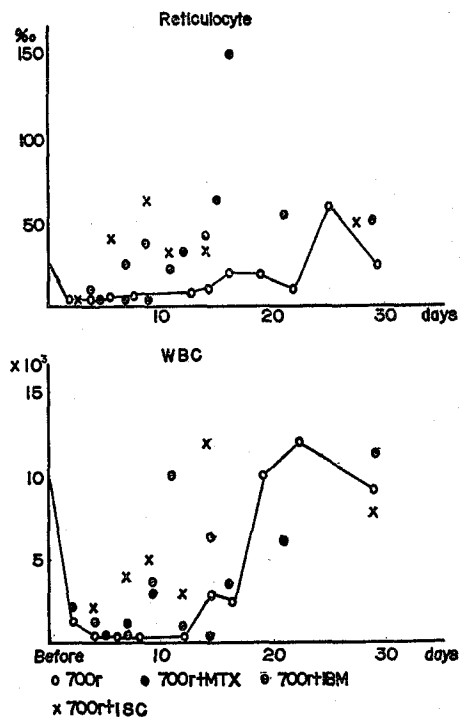 Reticulocyte
‰
150
100
50
10 20 30 days
WBC
×10³
15
10
5
Before 10 20 30 days
o 700r ● 700r+MTX ⊙ 700r+IBM
x 700r+ISC